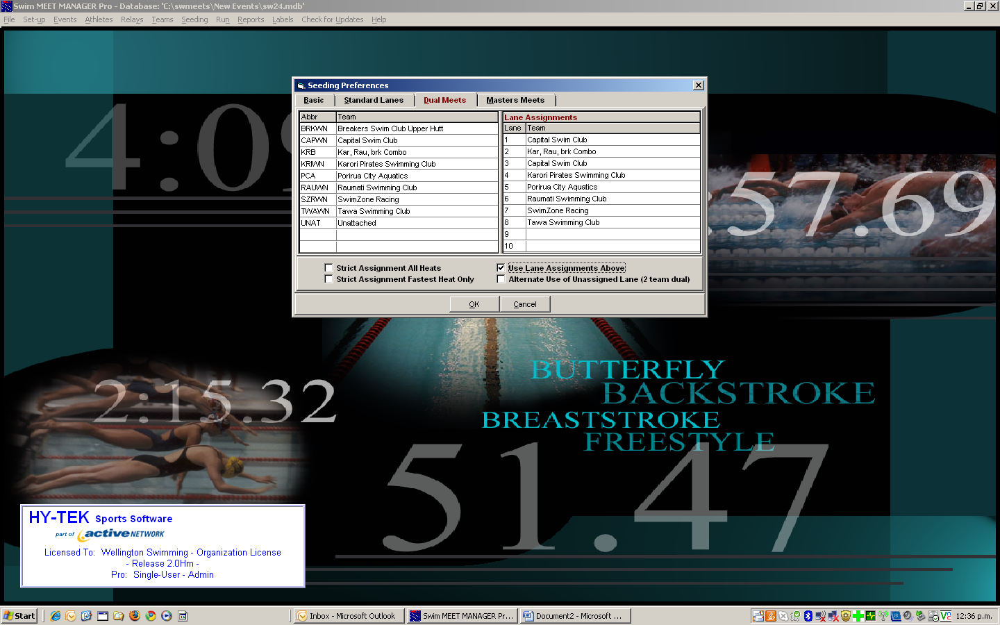 Swim MEET MANAGER Pro - Database: 'C:\swmeets\New Events\sw24.mdb'
File Set-up Events Athletes Relays Teams Seeding Run Reports Labels Check for Updates Help
Seeding Preferences
Basic Standard Lanes Dual Meets Masters Meets
Abbr Team
BRKWN Breakers Swim Club Upper Hutt
CAPWN Capital Swim Club
KRB Kar, Rau, brk Combo
KRIWN Karori Pirates Swimming Club
PCA Porirua City Aquatics
RAUWN Raumati Swimming Club
SZRWN SwimZone Racing
TWAWN Tawa Swimming Club
UNAT Unattached
Lane Assignments
Lane Team
1 Capital Swim Club
2 Kar, Rau, brk Combo
3 Capital Swim Club
4 Karori Pirates Swimming Club
5 Porirua City Aquatics
6 Raumati Swimming Club
7 SwimZone Racing
8 Tawa Swimming Club
9
10
Strict Assignment All Heats
Strict Assignment Fastest Heat Only
Use Lane Assignments Above
Alternate Use of Unassigned Lane (2 team dual)
OK Cancel
4:09
57.69
2:15.32
BUTTERFLY
BACKSTROKE
BREASTSTROKE
FREESTYLE
51.47
HY-TEK Sports Software
part of active NETWORK
Licensed To: Wellington Swimming - Organization License
- Release 2.0Hm -
Pro: Single-User - Admin
Start Inbox - Microsoft Outlook Swim MEET MANAGER Pr... Document2 - Microsoft ... 12:36 p.m.